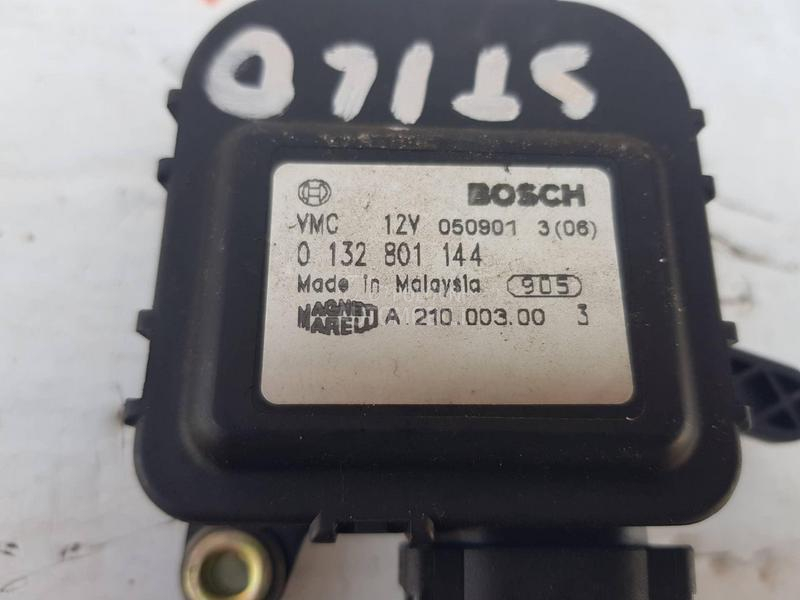 STILO
BOSCH
VMC 12V 050901 3(06)
0 132 801 144
Made in Malaysia 905
MAGNETI MARELLI A.210.003.00 3